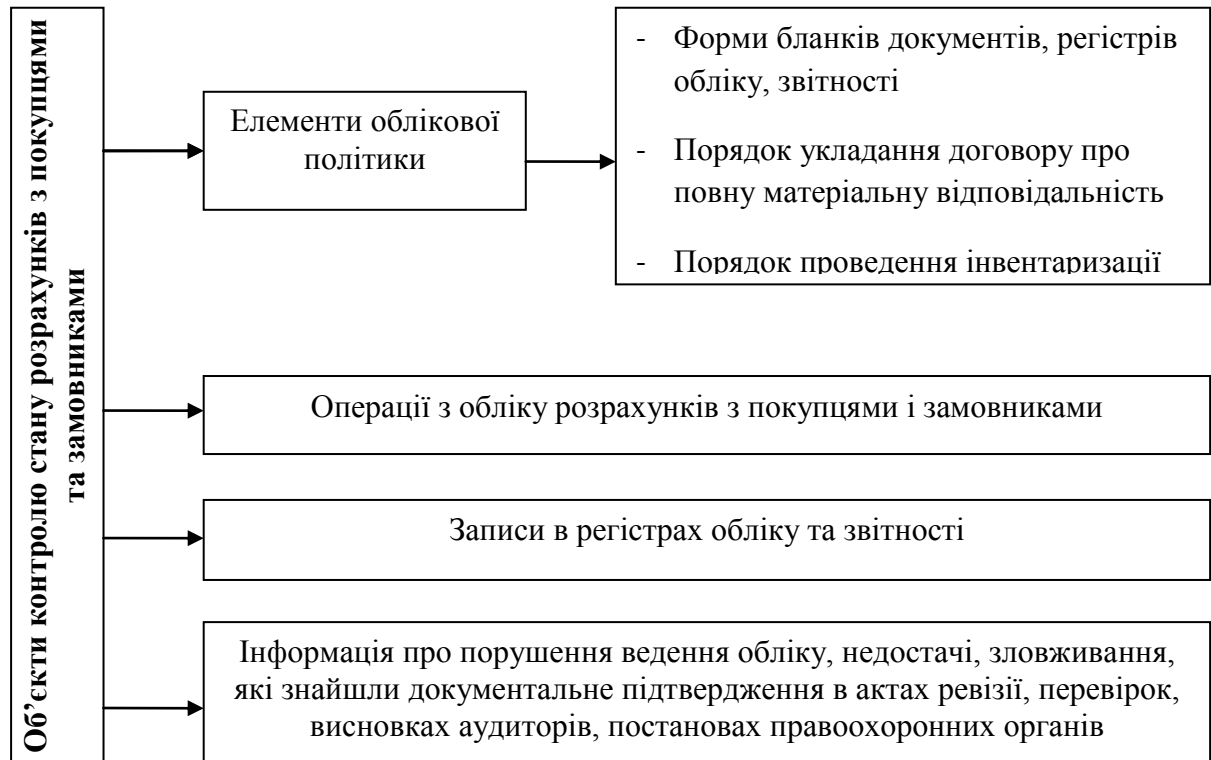 Об’єкти контролю стану розрахунків з покупцями
та замовниками
Елементи облікової
політики
- Форми бланків документів, регістрів
обліку, звітності
- Порядок укладання договору про
повну матеріальну відповідальність
- Порядок проведення інвентаризації
Операції з обліку розрахунків з покупцями і замовниками
Записи в регістрах обліку та звітності
Інформація про порушення ведення обліку, недостачі, зловживання,
які знайшли документальне підтвердження в актах ревізії, перевірок,
висновках аудиторів, постановах правоохоронних органів